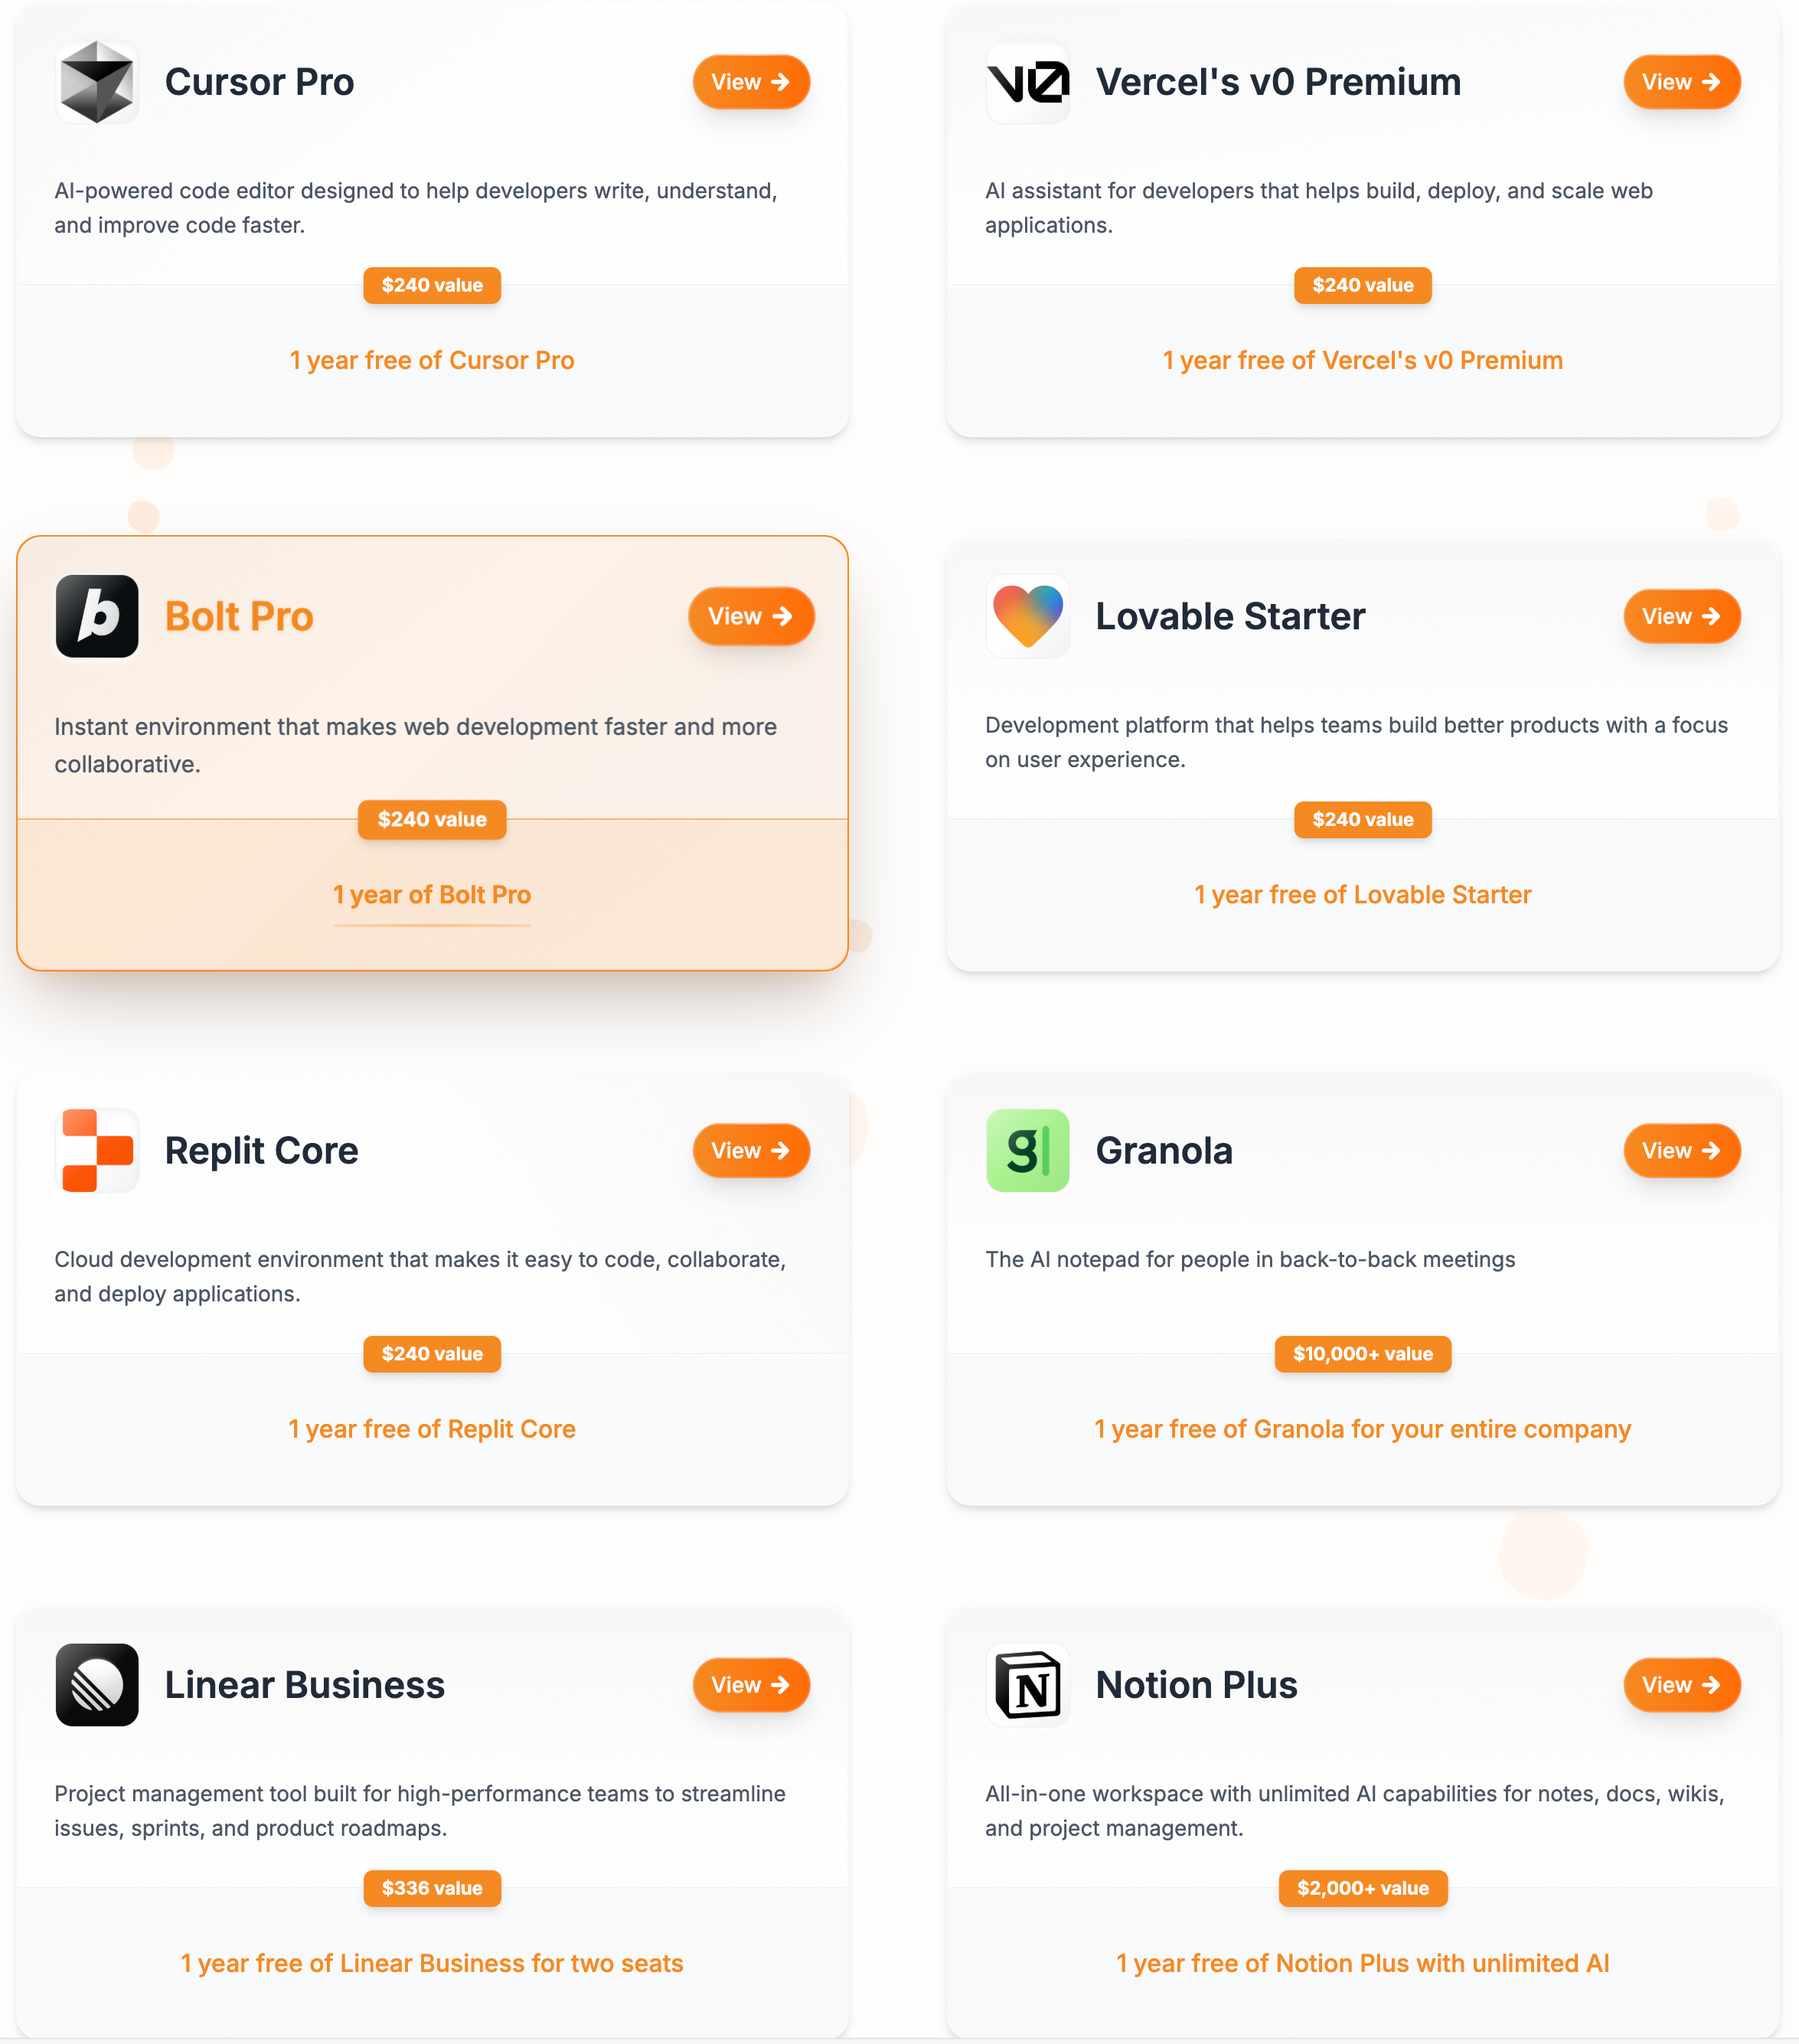 Cursor Pro
View
AI-powered code editor designed to help developers write, understand,
and improve code faster.
$240 value
1 year free of Cursor Pro
v0
Vercel's v0 Premium
View
AI assistant for developers that helps build, deploy, and scale web
applications.
$240 value
1 year free of Vercel's v0 Premium
b
Bolt Pro
View
Instant environment that makes web development faster and more
collaborative.
$240 value
1 year of Bolt Pro
Lovable Starter
View
Development platform that helps teams build better products with a focus
on user experience.
$240 value
1 year free of Lovable Starter
Replit Core
View
Cloud development environment that makes it easy to code, collaborate,
and deploy applications.
$240 value
1 year free of Replit Core
g
Granola
View
The AI notepad for people in back-to-back meetings
$10,000+ value
1 year free of Granola for your entire company
Linear Business
View
Project management tool built for high-performance teams to streamline
issues, sprints, and product roadmaps.
$336 value
1 year free of Linear Business for two seats
N
Notion Plus
View
All-in-one workspace with unlimited AI capabilities for notes, docs, wikis,
and project management.
$2,000+ value
1 year free of Notion Plus with unlimited AI